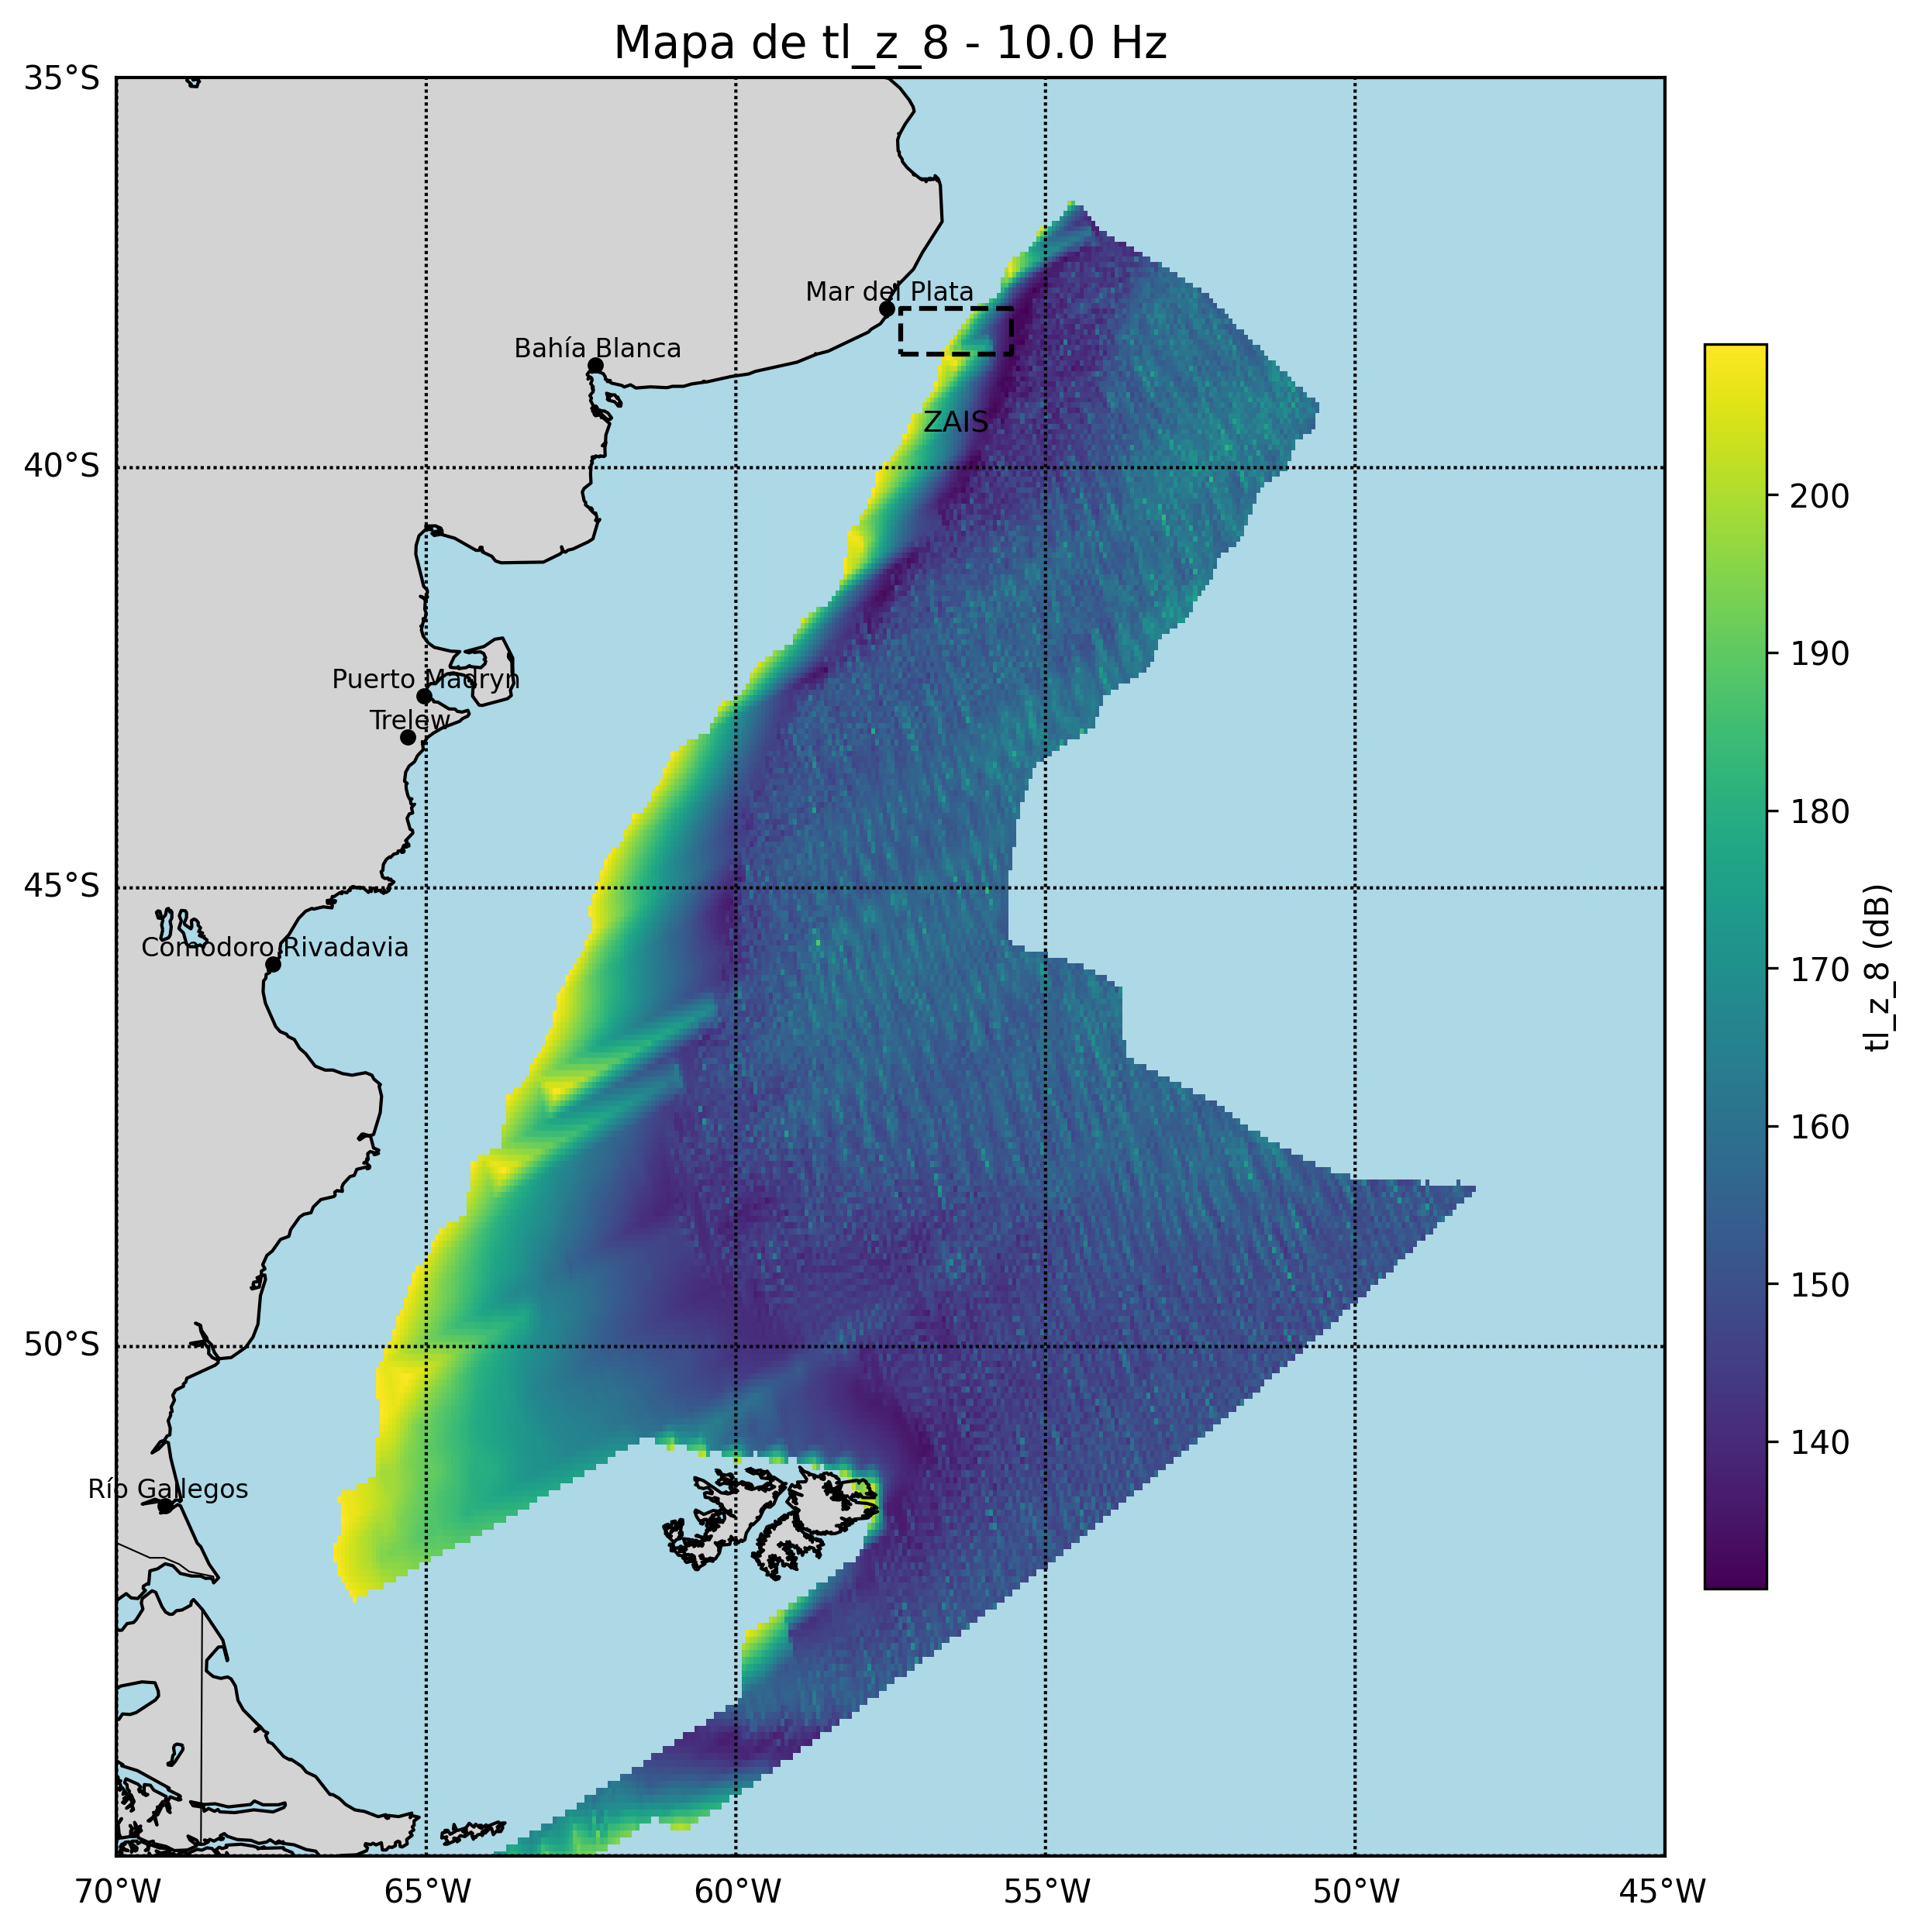 Mapa de tl_z_8 - 10.0 Hz
35°S
Mar del Plata
Bahía Blanca
ZAIS
40°S
200
190
Puerto Madryn
Trelew
180
45°S
Comodoro Rivadavia
170
tl_z_8 (dB)
160
150
50°S
140
Río Gallegos
70°W
65°W
60°W
55°W
50°W
45°W